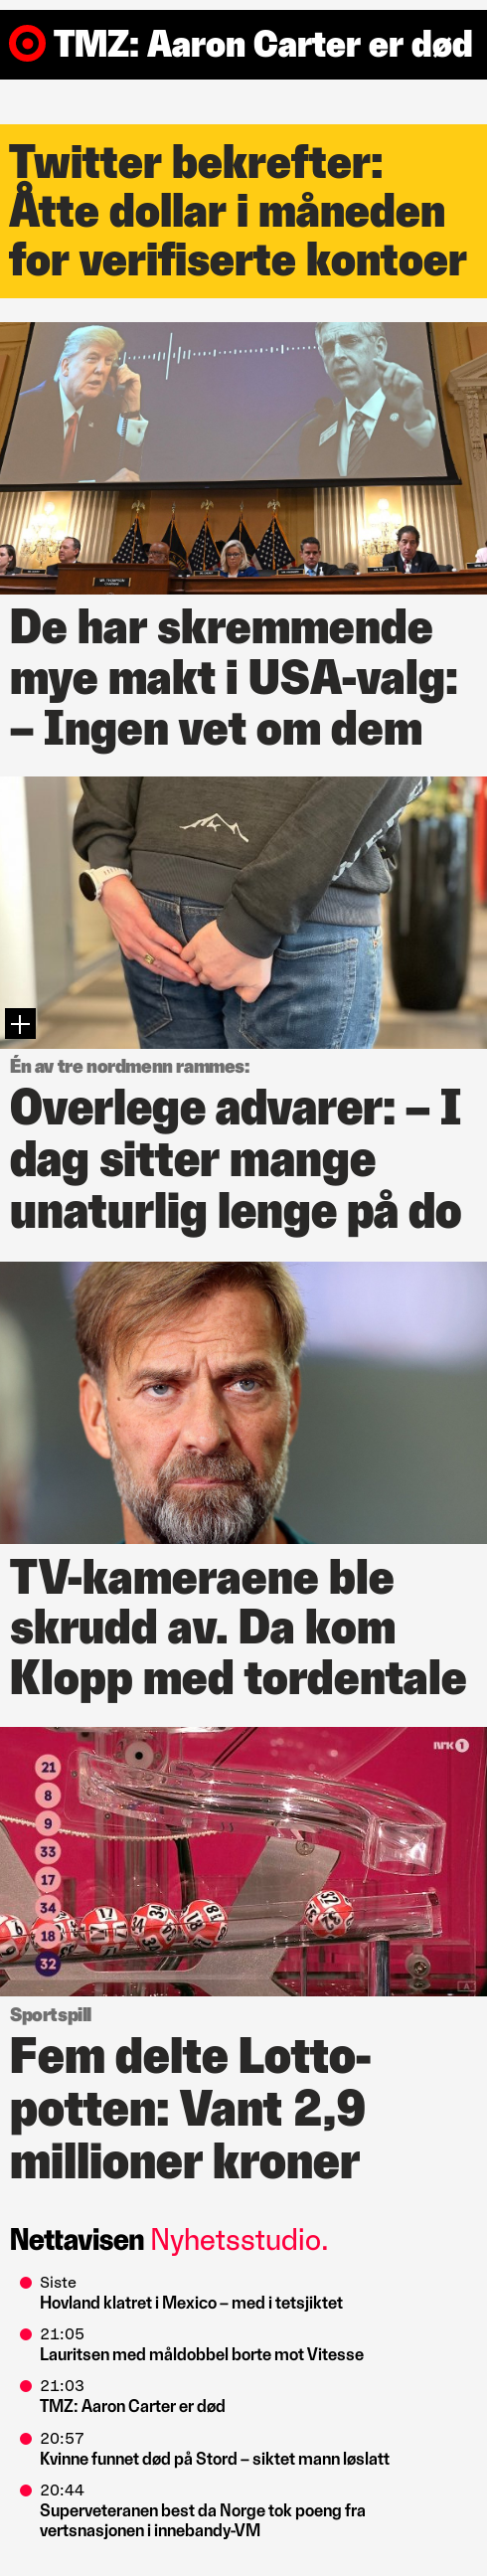 TMZ: Aaron Carter er død
Twitter bekrefter:
Åtte dollar i måneden
for verifiserte kontoer
De har skremmende
mye makt i USA-valg:
– Ingen vet om dem
Én av tre nordmenn rammes:
Overlege advarer: – I
dag sitter mange
unaturlig lenge på do
TV-kameraene ble
skrudd av. Da kom
Klopp med tordentale
NRK 1
21
8
9
33
17
34
18
32
17
34
18
A
Sportspill
Fem delte Lotto-
potten: Vant 2,9
millioner kroner
Nettavisen Nyhetsstudio.
Siste
Hovland klatret i Mexico – med i tetsjiktet
21:05
Lauritsen med måldobbel borte mot Vitesse
21:03
TMZ: Aaron Carter er død
20:57
Kvinne funnet død på Stord – siktet mann løslatt
20:44
Superveteranen best da Norge tok poeng fra
vertsnasjonen i innebandy-VM